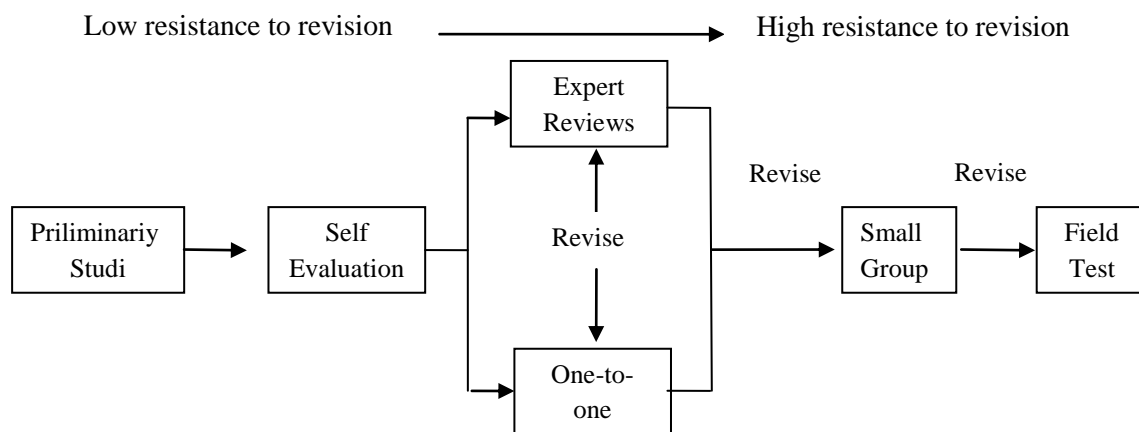 Low resistance to revision
High resistance to revision
Expert
Reviews
Revise
Revise
Priliminariy
Studi
Self
Evaluation
Revise
Small
Group
Field
Test
One-to-
one